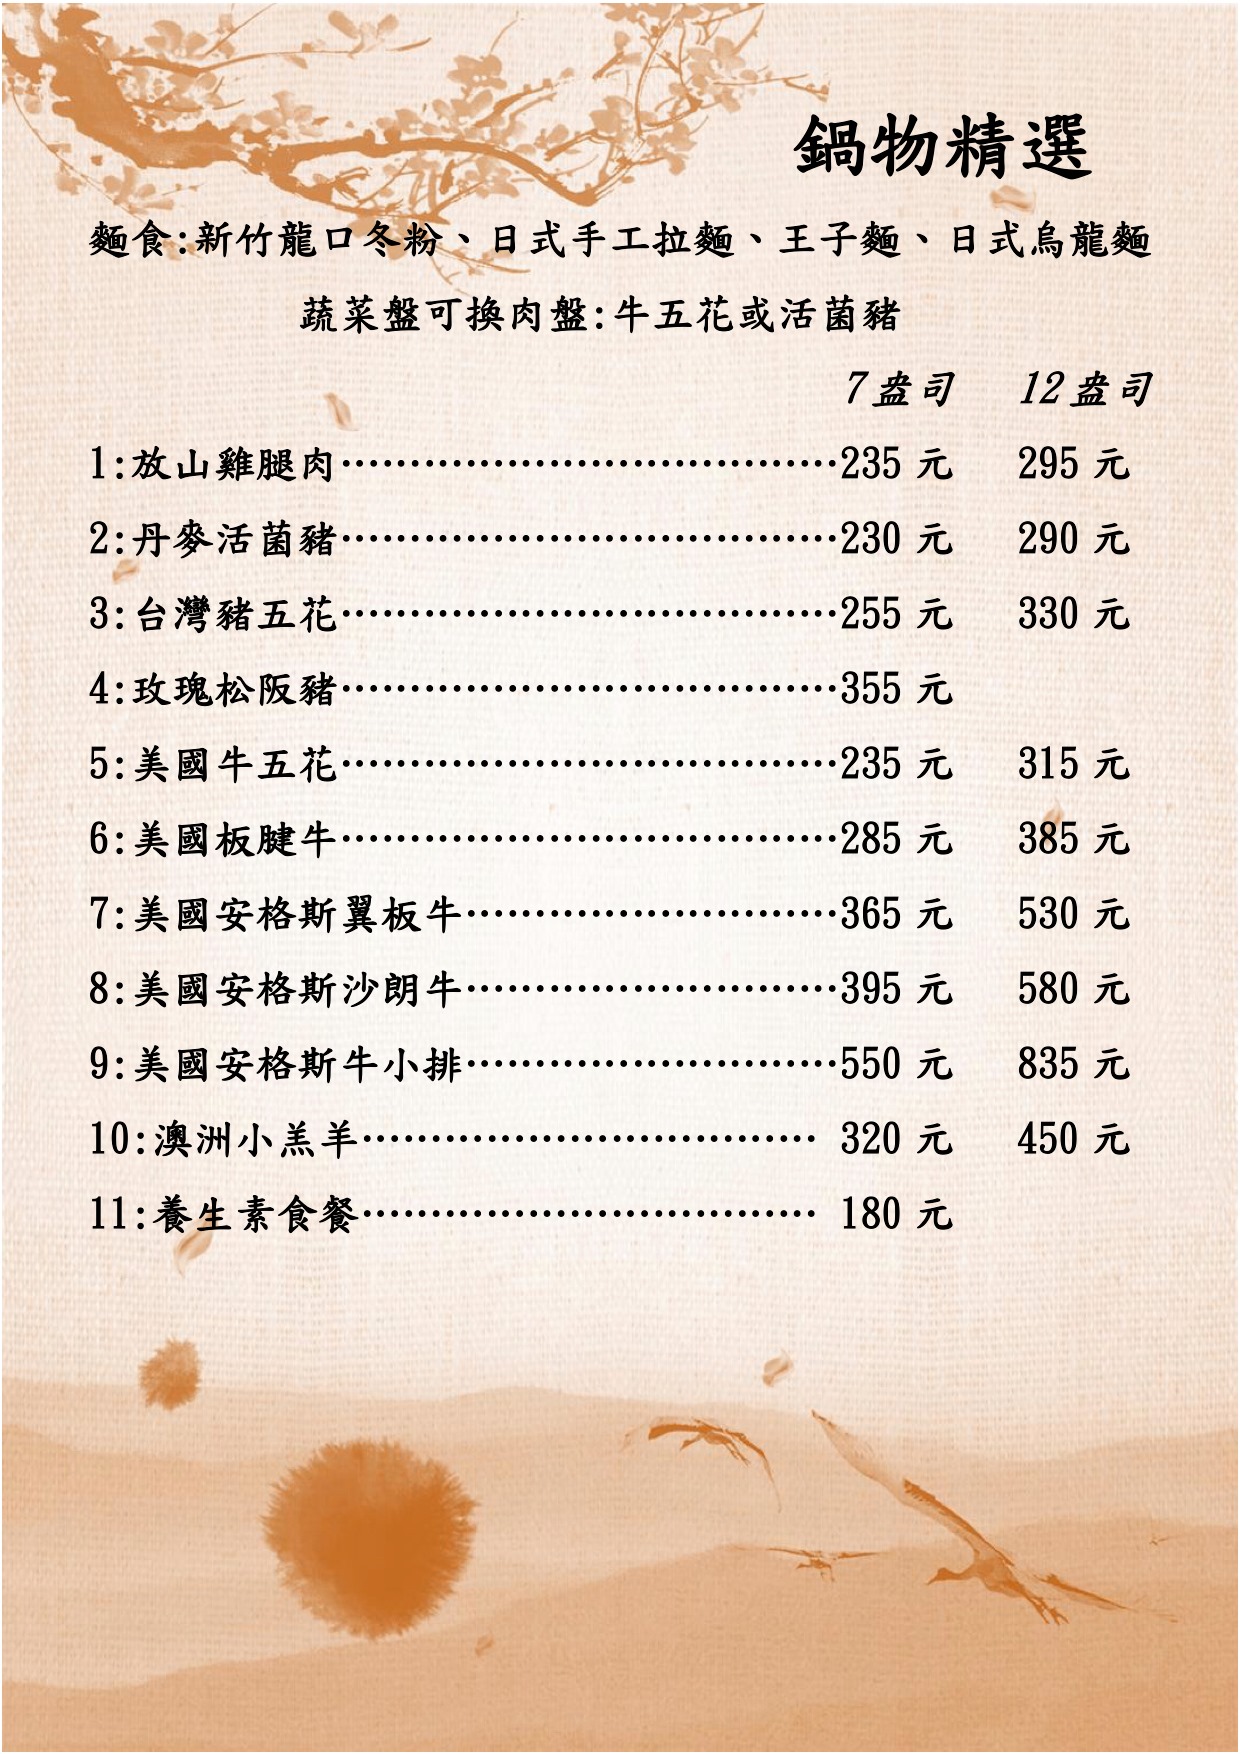 鍋物精選
麵食:新竹龍口冬粉、日式手工拉麵、王子麵、日式烏龍麵
蔬菜盤可換肉盤:牛五花或活菌豬
7盎司 12盎司
1:放山雞腿肉····································235 元 295 元
2:丹麥活菌豬····································230 元 290 元
3:台灣豬五花····································255 元 330 元
4:玫瑰松阪豬····································355 元
5:美國牛五花····································235 元 315 元
6:美國板腱牛····································285 元 385 元
7:美國安格斯翼板牛···························365 元 530 元
8:美國安格斯沙朗牛···························395 元 580 元
9:美國安格斯牛小排···························550 元 835 元
10:澳洲小羔羊································· 320 元 450 元
11:養生素食餐································· 180 元